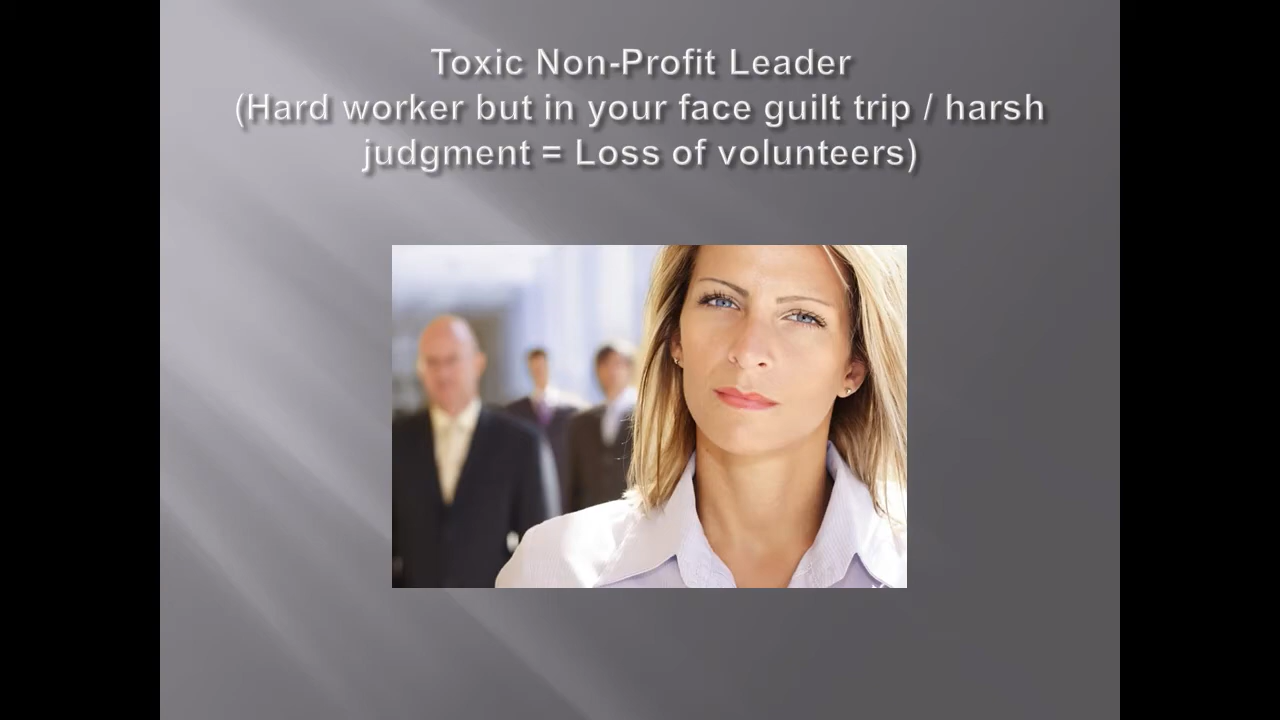 Toxic Non-Profit Leader
(Hard worker but in your face guilt trip / harsh
judgment = Loss of volunteers)